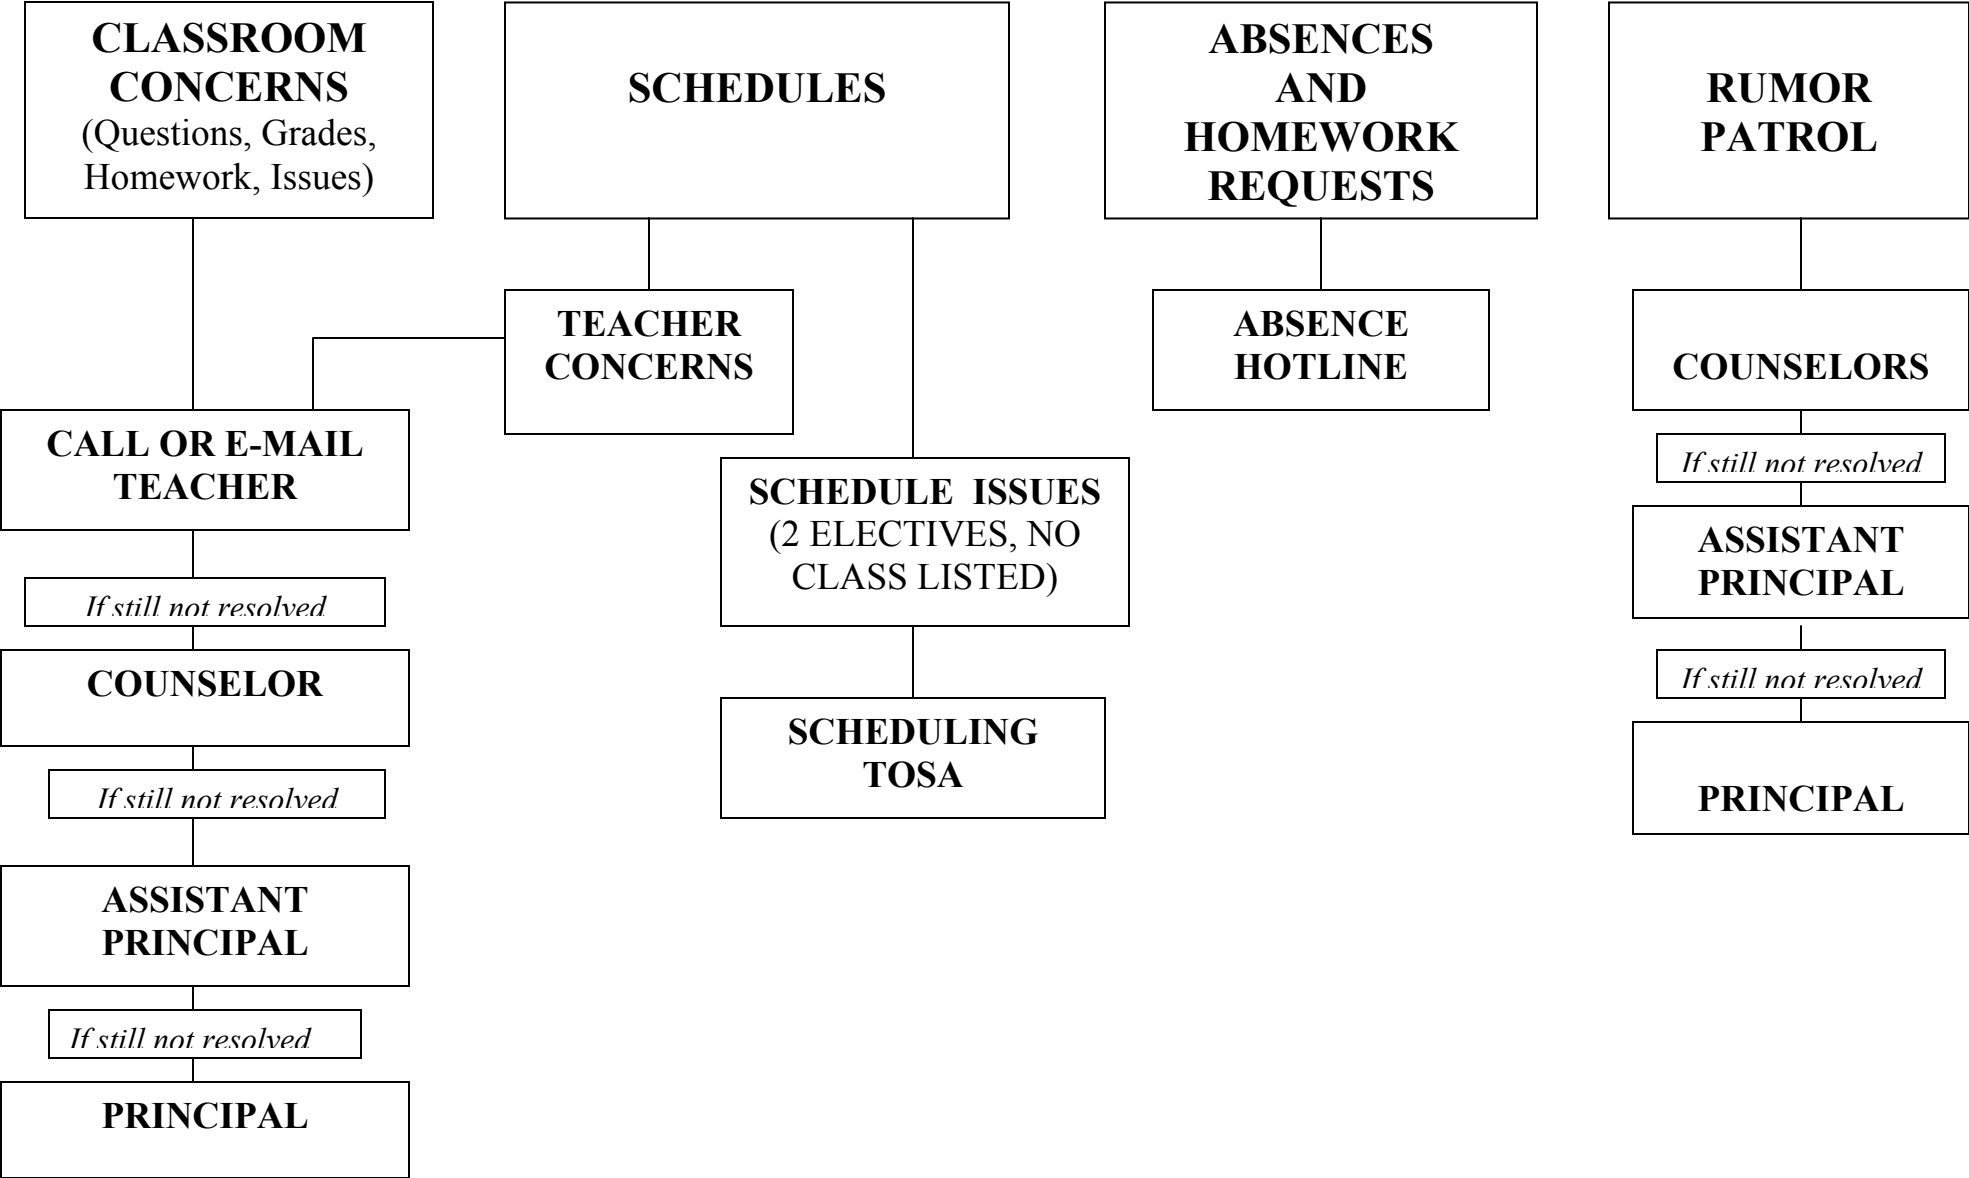 CLASSROOM
CONCERNS
(Questions, Grades,
Homework, Issues)
SCHEDULES
ABSENCES
AND
HOMEWORK
REQUESTS
RUMOR
PATROL
TEACHER
CONCERNS
ABSENCE
HOTLINE
COUNSELORS
CALL OR E-MAIL
TEACHER
If still not resolved
SCHEDULE ISSUES
(2 ELECTIVES, NO
CLASS LISTED)
ASSISTANT
PRINCIPAL
If still not resolved
COUNSELOR
If still not resolved
SCHEDULING
TOSA
PRINCIPAL
If still not resolved
ASSISTANT
PRINCIPAL
If still not resolved
PRINCIPAL